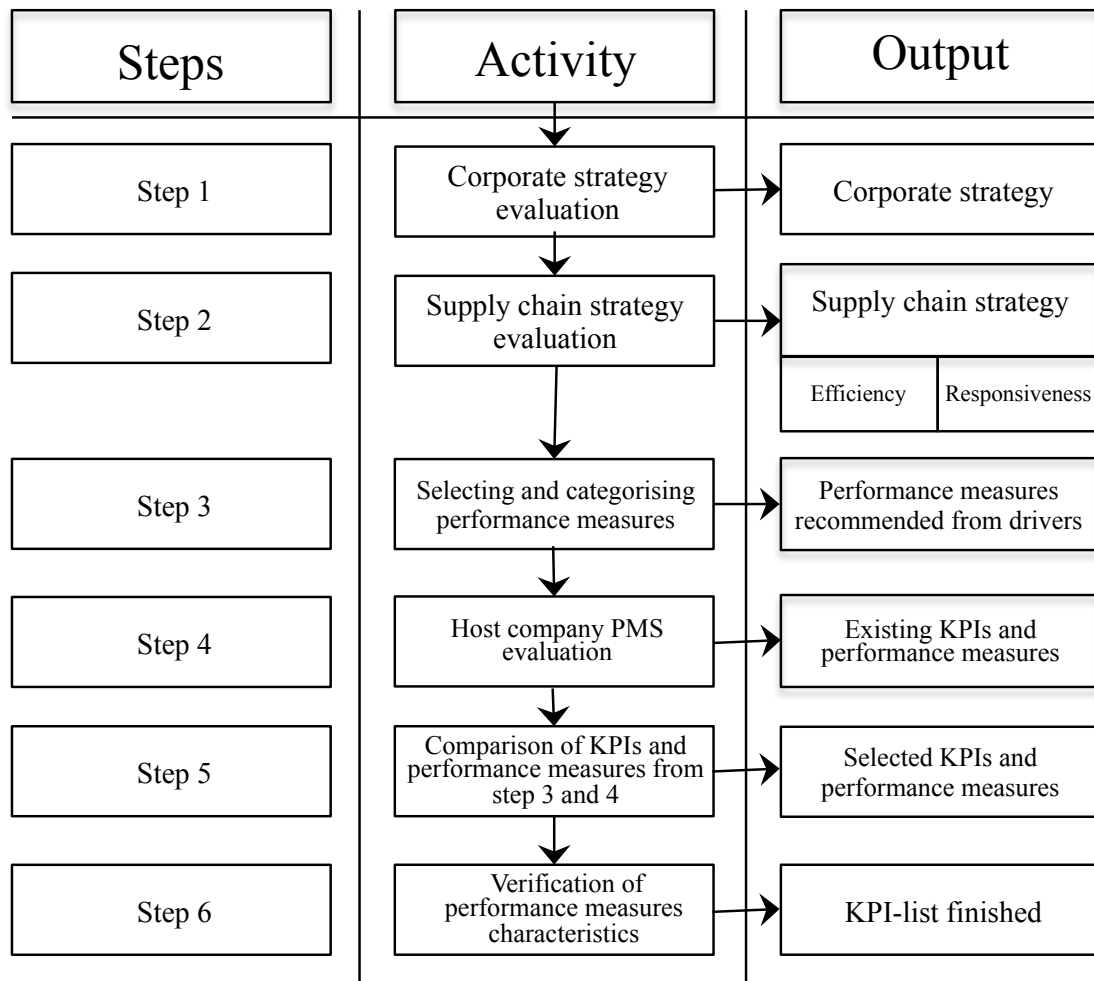 Steps
Activity
Output
Step 1
Corporate strategy
evaluation
Corporate strategy
Step 2
Supply chain strategy
evaluation
Supply chain strategy
Efficiency
Responsiveness
Step 3
Selecting and categorising
performance measures
Performance measures
recommended from drivers
Step 4
Host company PMS
evaluation
Existing KPIs and
performance measures
Step 5
Comparison of KPIs and
performance measures from
step 3 and 4
Selected KPIs and
performance measures
Step 6
Verification of
performance measures
characteristics
KPI-list finished